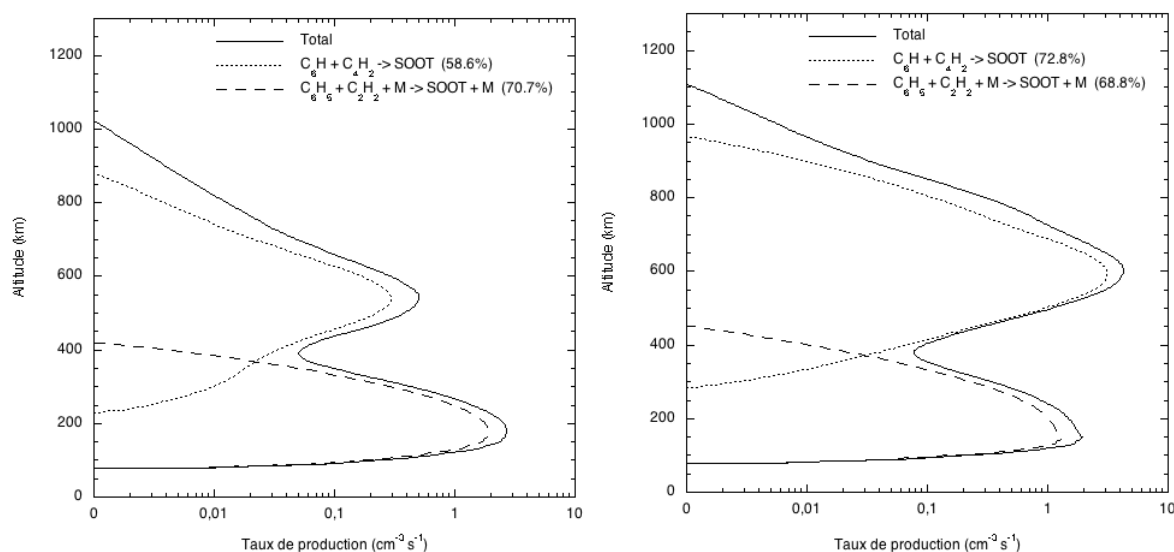 Total
C6H + C4H2 -> SOOT (58.6%)
C6H5 + C2H2 + M -> SOOT + M (70.7%)
1200
1000
800
600
400
200
0
Altitude (km)
0 0,01 0,1 1 10
Taux de production (cm-3 s-1)
Total
C6H + C4H2 -> SOOT (72.8%)
C6H5 + C2H2 + M -> SOOT + M (68.8%)
1200
1000
800
600
400
200
0
Altitude (km)
0 0,01 0,1 1 10
Taux de production (cm-3 s-1)